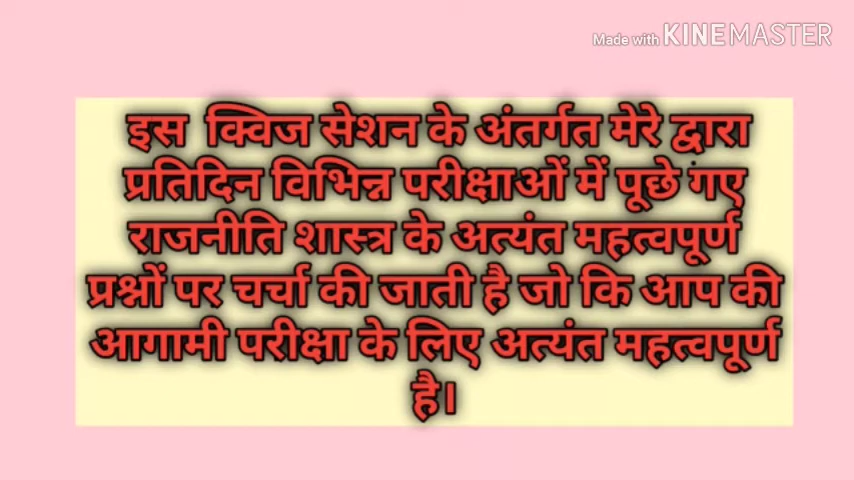 Made with KINEMASTER
इस क्विज सेशन के अंतर्गत मेरे द्वारा
प्रतिदिन विभिन्न परीक्षाओं में पूछे गए
राजनीति शास्त्र के अत्यंत महत्वपूर्ण
प्रश्नों पर चर्चा की जाती है जो कि आप की
आगामी परीक्षा के लिए अत्यंत महत्वपूर्ण
है।